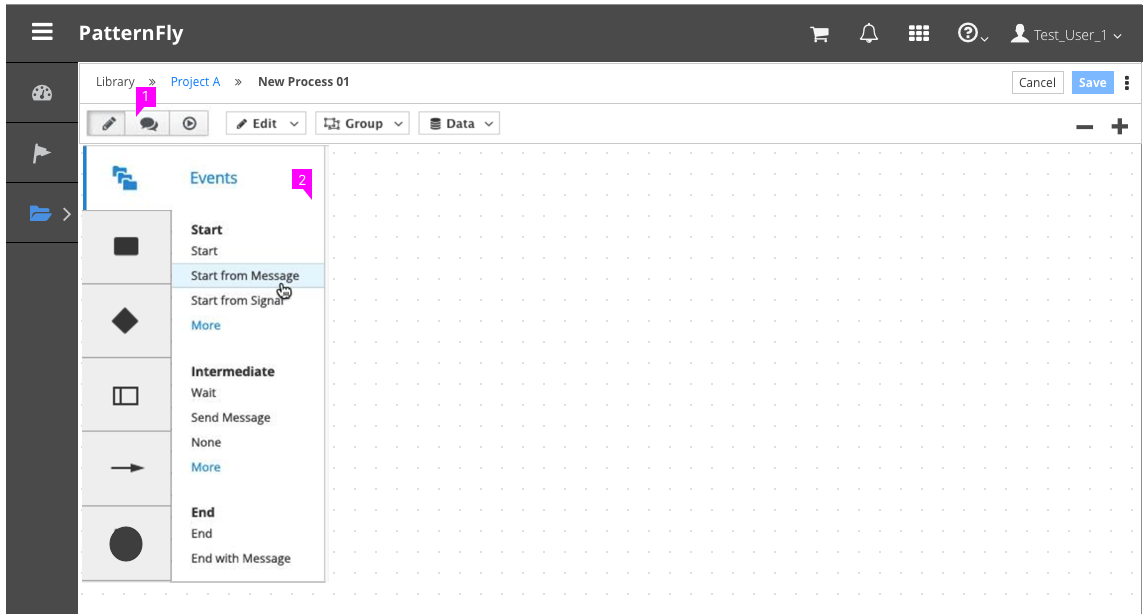 PatternFly
Test_User_1
Library » Project A » New Process 01
Cancel
Save
1
Edit
Group
Data
Events
2
Start
Start
Start from Message
Start from Signal
More
Intermediate
Wait
Send Message
None
More
End
End
End with Message